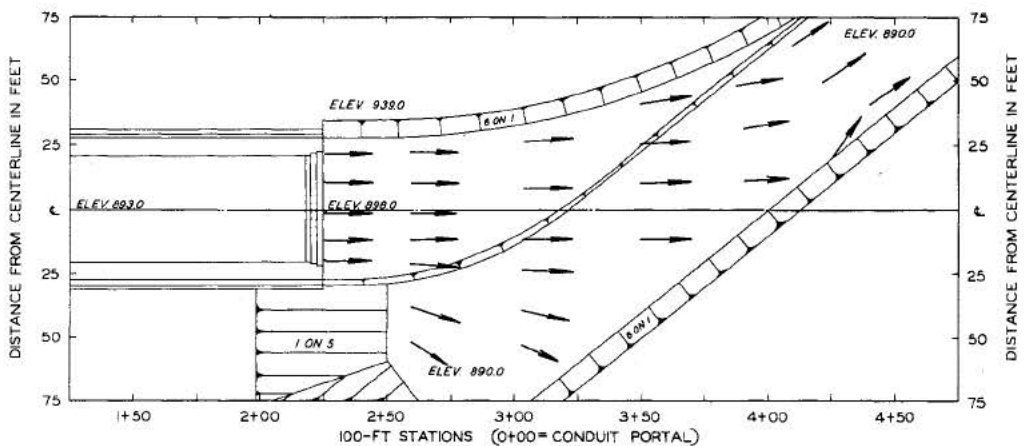 75
50
25
℄
25
50
75
DISTANCE FROM CENTERLINE IN FEET
ELEV. 893.0
ELEV 939.0
ELEV. 898.0
6 ON 1
1 ON 5
ELEV. 890.0
6 ON 1
ELEV. 890.0
ELEV. 890.0
75
50
25
℄
25
50
75
DISTANCE FROM CENTERLINE IN FEET
1+50
2+00
2+50
3+00
3+50
4+00
4+50
100-FT STATIONS (0+00= CONDUIT PORTAL)